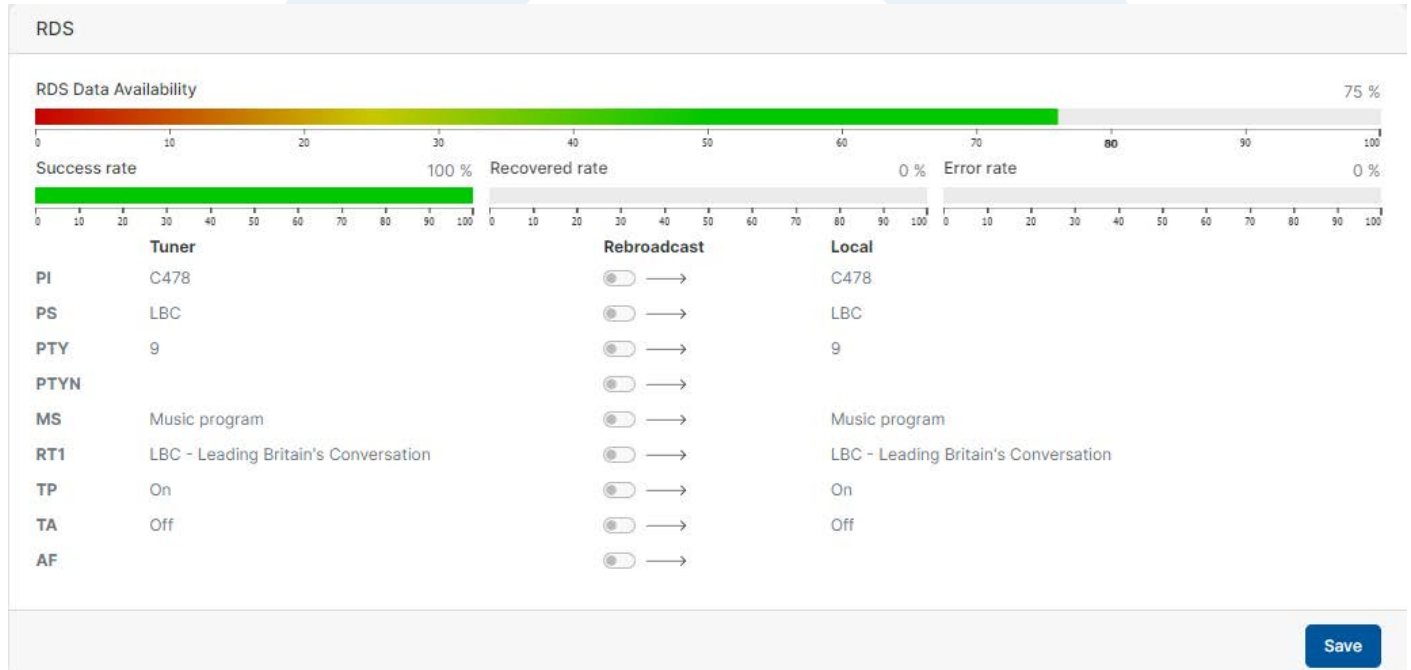 RDS
RDS Data Availability 75 %
0 10 20 30 40 50 60 70 80 90 100
Success rate 100 % Recovered rate 0 % Error rate 0 %
0 10 20 30 40 50 60 70 80 90 100 0 10 20 30 40 50 60 70 80 90 100 0 10 20 30 40 50 60 70 80 90 100
Tuner Rebroadcast Local
PI C478 C478
PS LBC LBC
PTY 9 9
PTYN
MS Music program Music program
RT1 LBC - Leading Britain's Conversation LBC - Leading Britain's Conversation
TP On On
TA Off Off
AF
Save